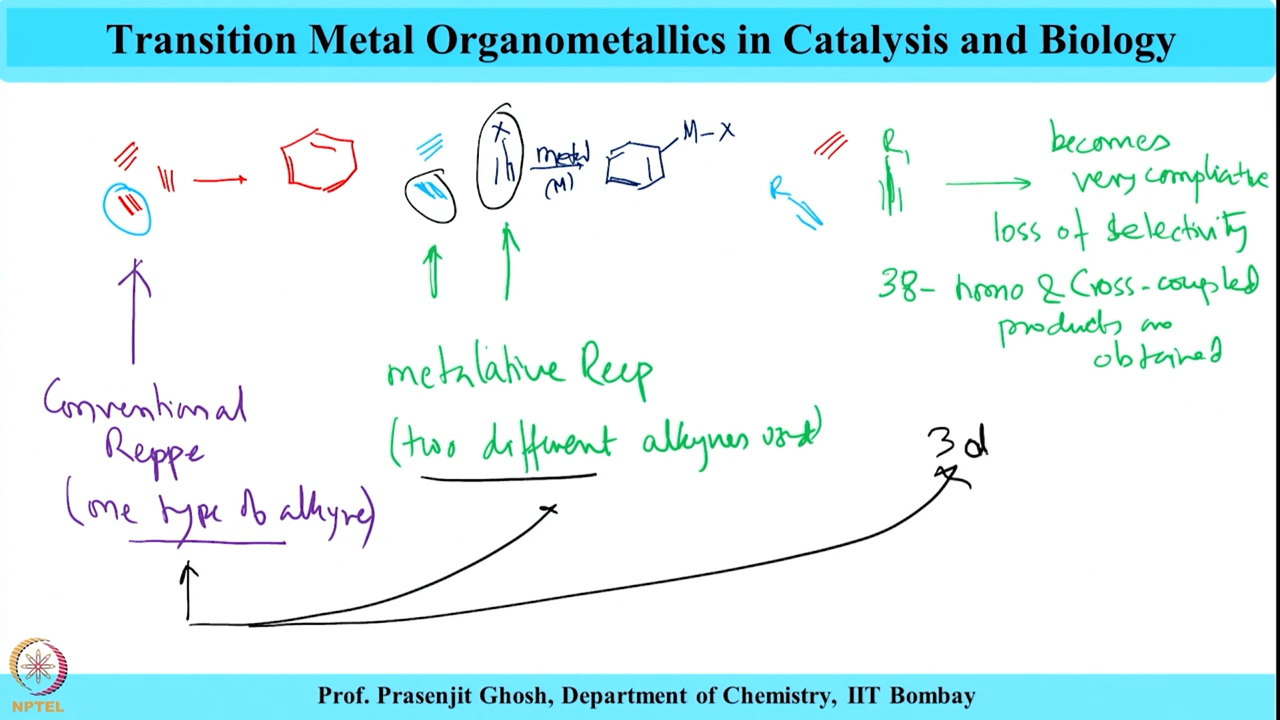 Transition Metal Organometallics in Catalysis and Biology
X
metal
(M)
M-X
R
R
becomes
very complicative
loss of selectivity
38- homo & Cross-coupled
products are
obtained
Conventional
Reppe
(one type of alkyne)
metalative Reep
(two different alkynes used)
3d
NPTEL
Prof. Prasenjit Ghosh, Department of Chemistry, IIT Bombay